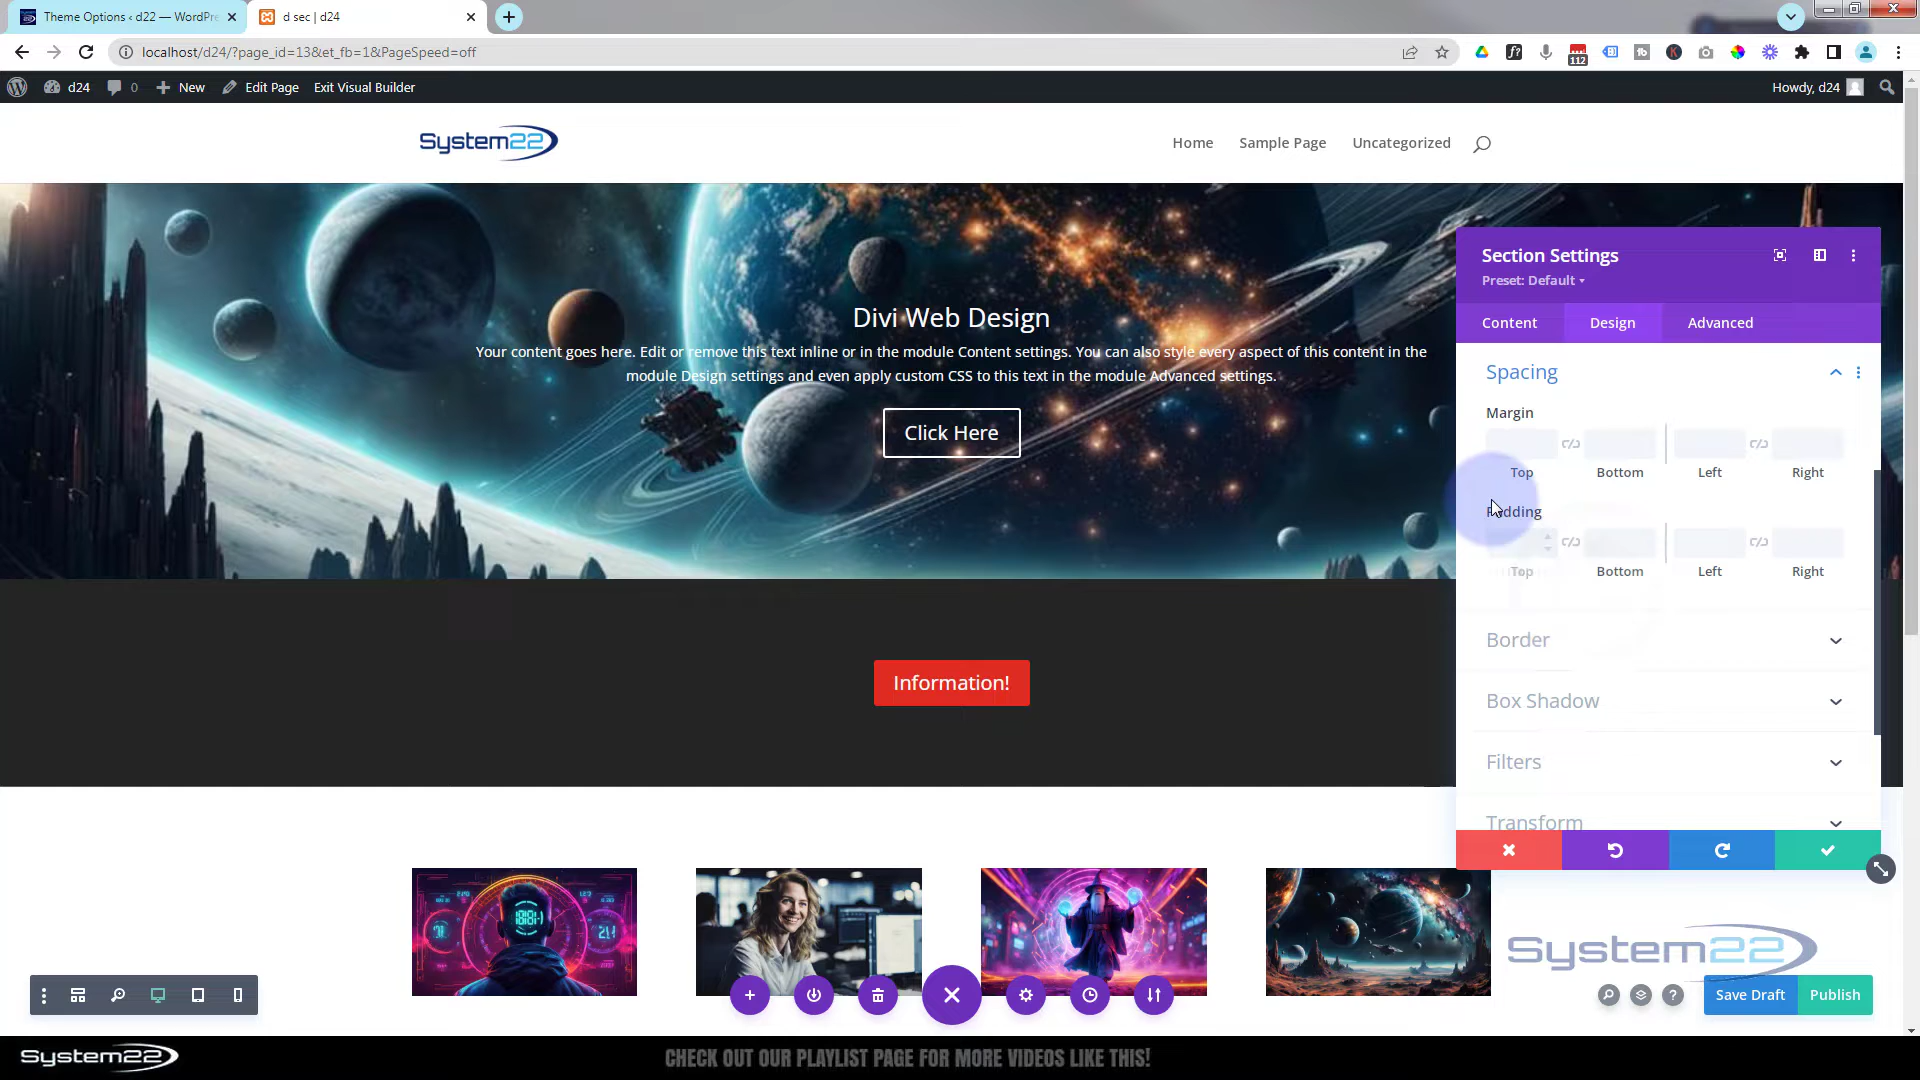 Theme Options ‹ d22 — WordPre
d sec | d24
localhost/d24/?page_id=13&et_fb=1&PageSpeed=off
112
d24
0
New
Edit Page
Exit Visual Builder
Howdy, d24
System22
Home
Sample Page
Uncategorized
Divi Web Design
Your content goes here. Edit or remove this text inline or in the module Content settings. You can also style every aspect of this content in the
module Design settings and even apply custom CSS to this text in the module Advanced settings.
Click Here
Information!
Section Settings
Preset: Default
Content
Design
Advanced
Spacing
Margin
Top
Bottom
Left
Right
Padding
Top
Bottom
Left
Right
Border
Box Shadow
Filters
Transform
System22
Save Draft
Publish
System22
CHECK OUT OUR PLAYLIST PAGE FOR MORE VIDEOS LIKE THIS!